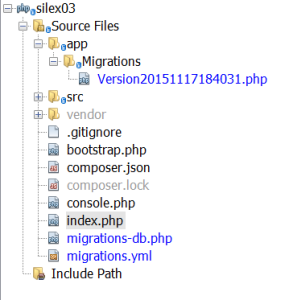 silex03
Source Files
app
Migrations
Version20151117184031.php
src
vendor
.gitignore
bootstrap.php
composer.json
composer.lock
console.php
index.php
migrations-db.php
migrations.yml
Include Path